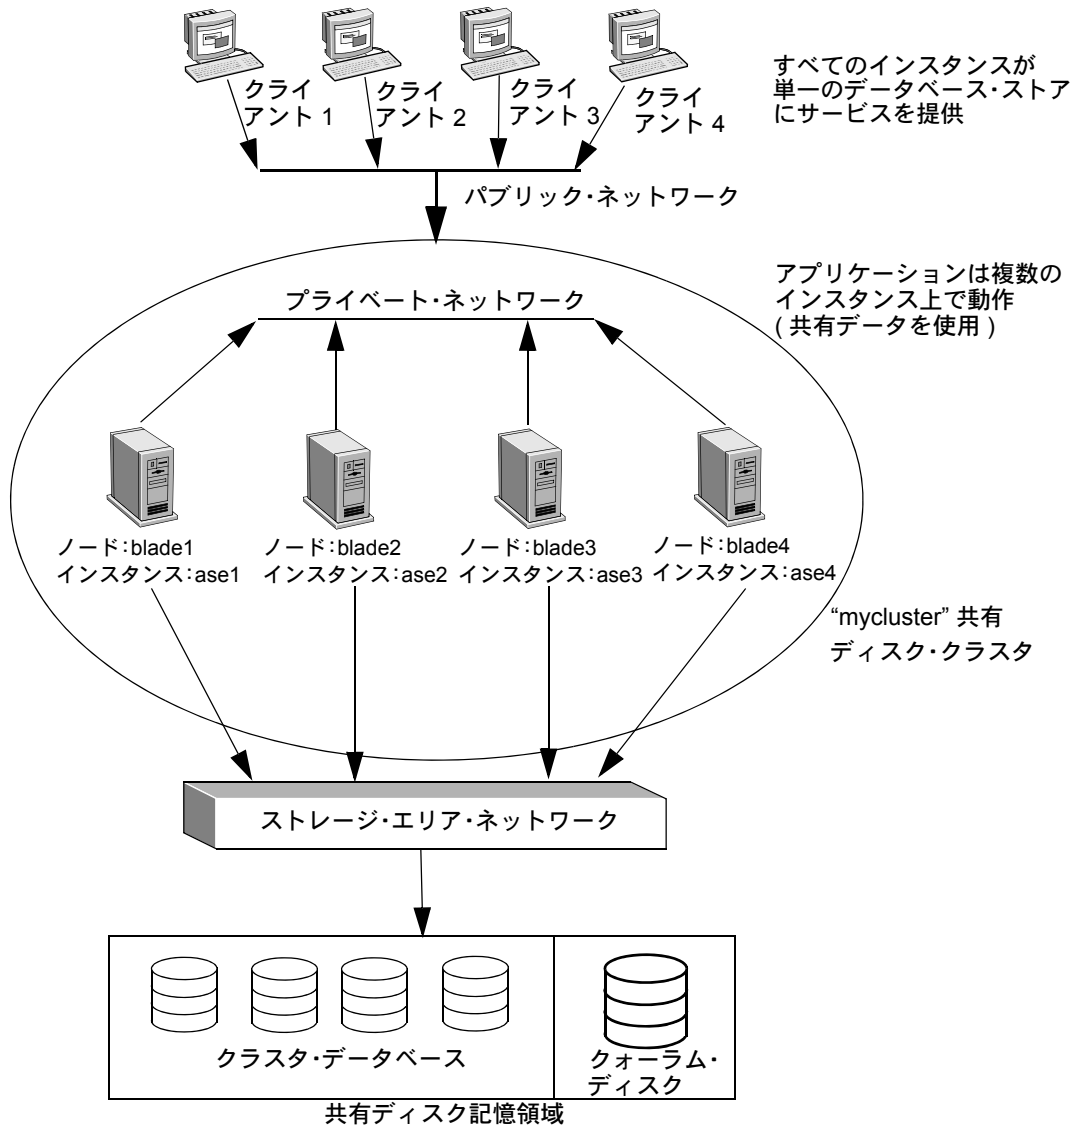 クライ
アント 1
クライ
アント 2
クライ
アント 3
クライ
アント 4
すべてのインスタンスが
単一のデータベース・ストア
にサービスを提供
パブリック・ネットワーク
アプリケーションは複数の
インスタンス上で動作
( 共有データを使用 )
プライベート・ネットワーク
ノード:blade1
インスタンス:ase1
ノード:blade2
インスタンス:ase2
ノード:blade3
インスタンス:ase3
ノード:blade4
インスタンス:ase4
“mycluster” 共有
ディスク・クラスタ
ストレージ・エリア・ネットワーク
クラスタ・データベース
クォーラム・
ディスク
共有ディスク記憶領域